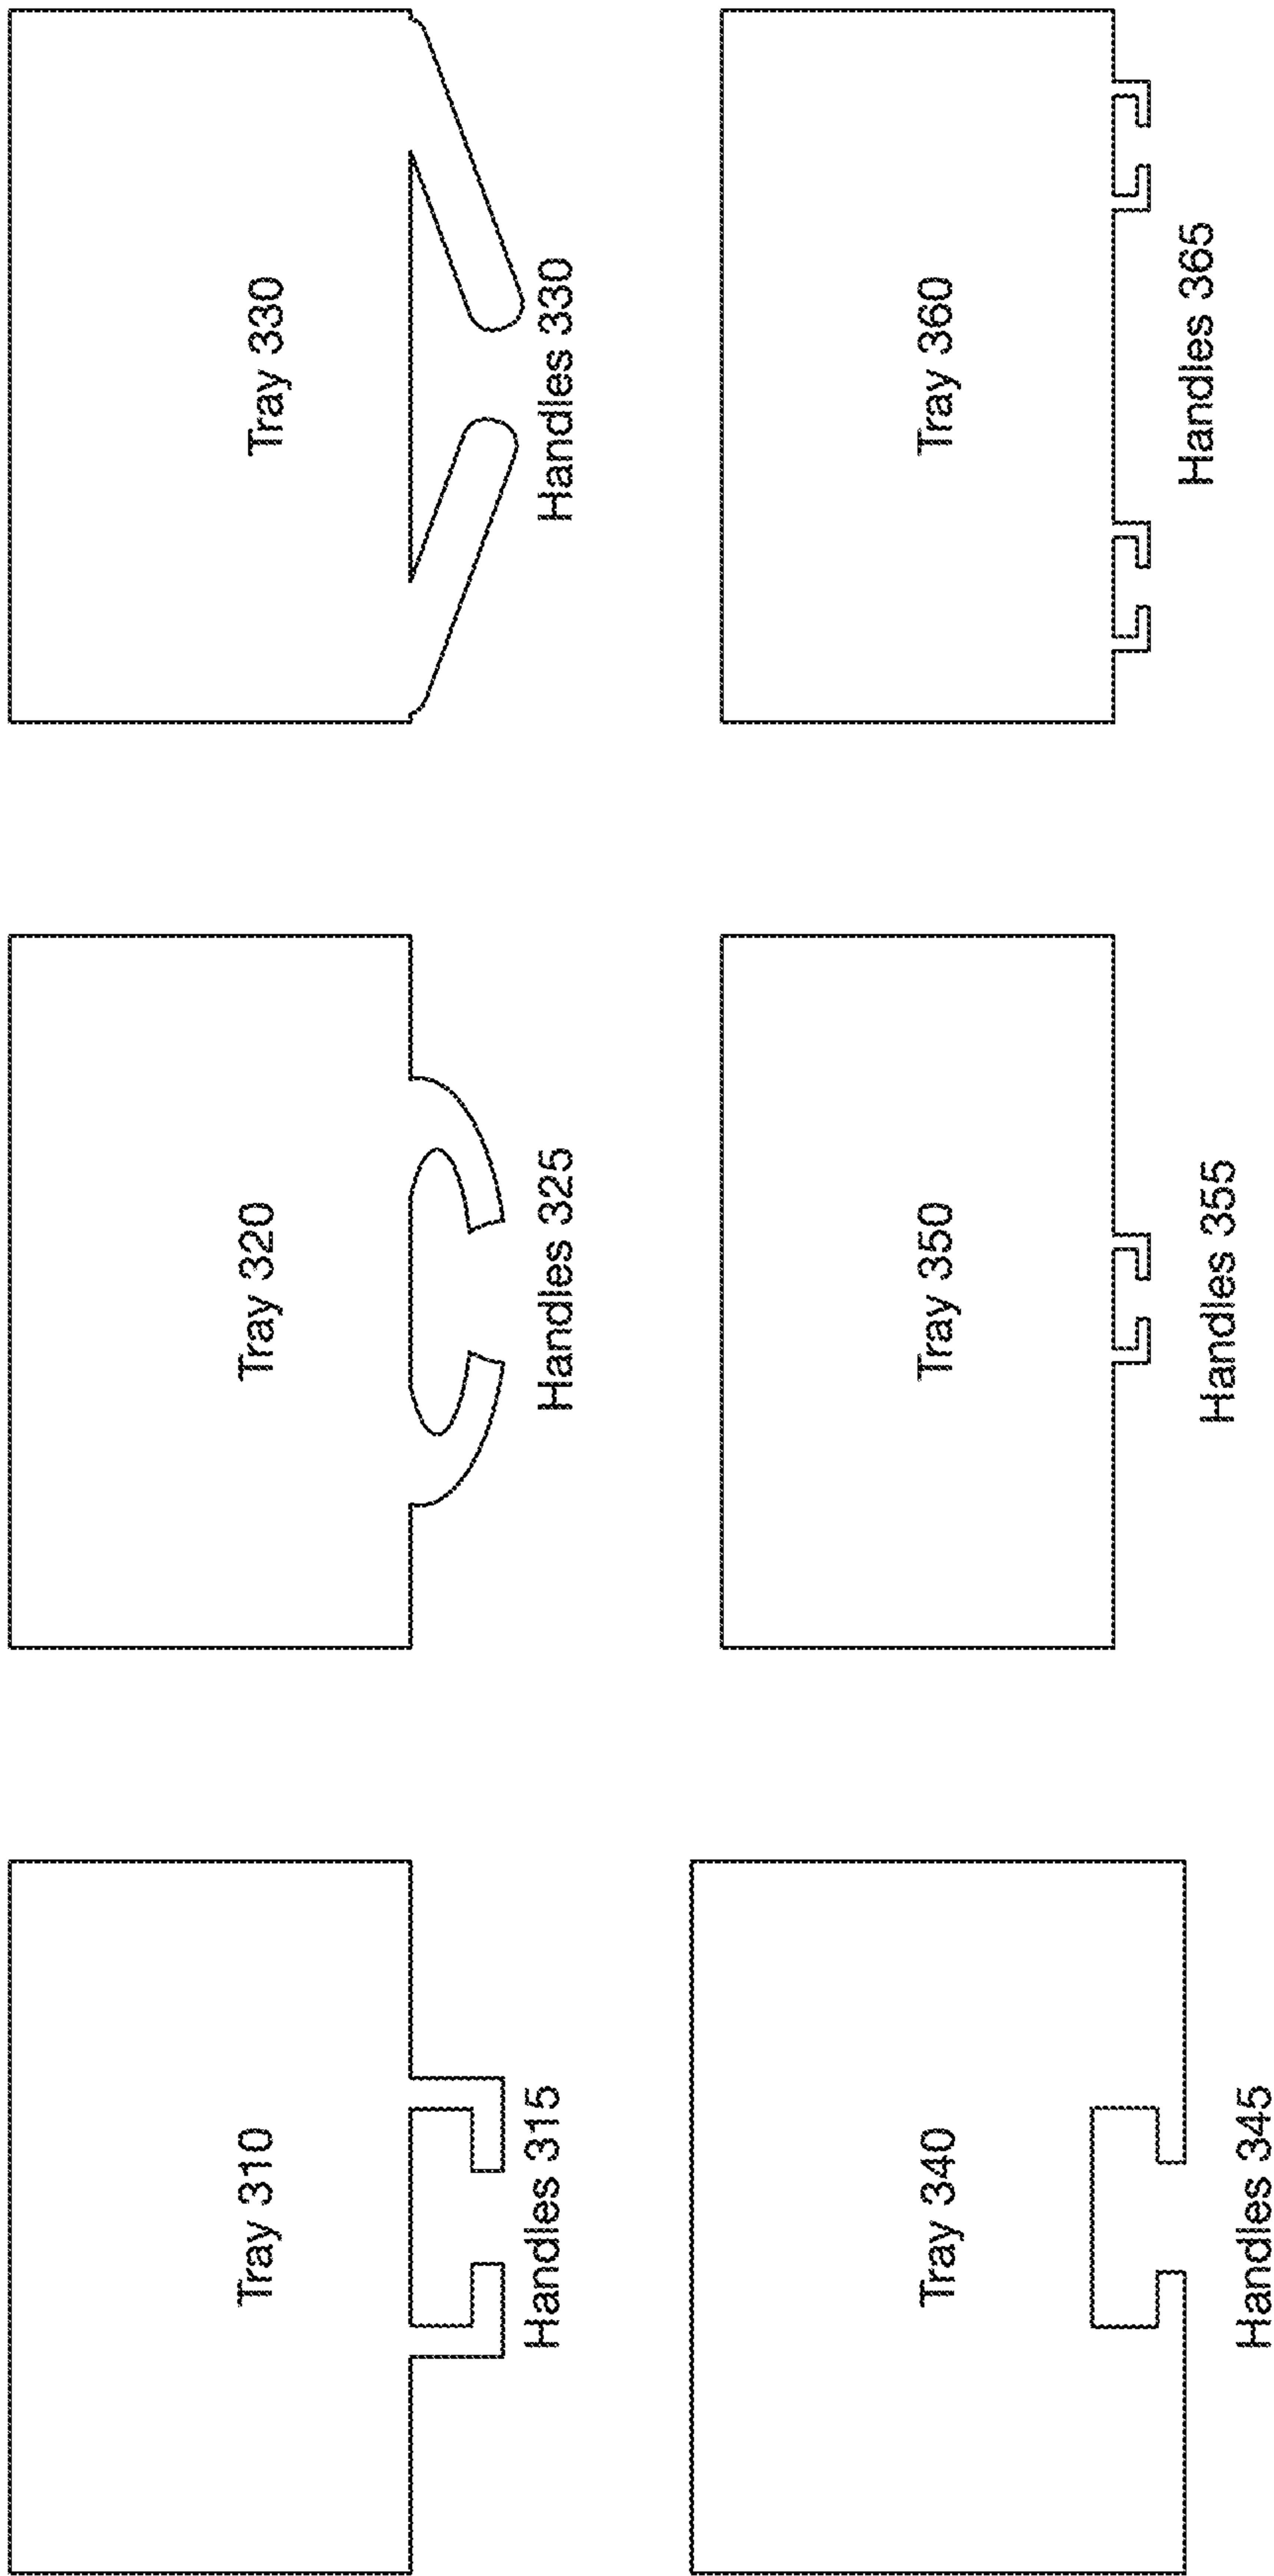 Tray 310
Handles 315
Tray 320
Handles 325
Tray 330
Handles 330
Tray 340
Handles 345
Tray 350
Handles 355
Tray 360
Handles 365